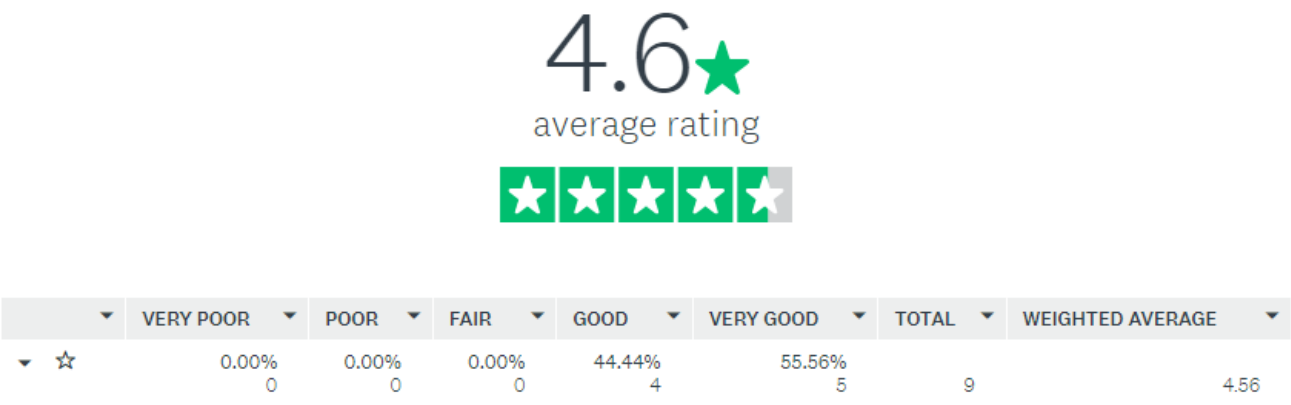 4.6
average rating
VERY POOR POOR FAIR GOOD VERY GOOD TOTAL WEIGHTED AVERAGE
0.00% 0.00% 0.00% 44.44% 55.56%
0 0 0 4 5 9 4.56